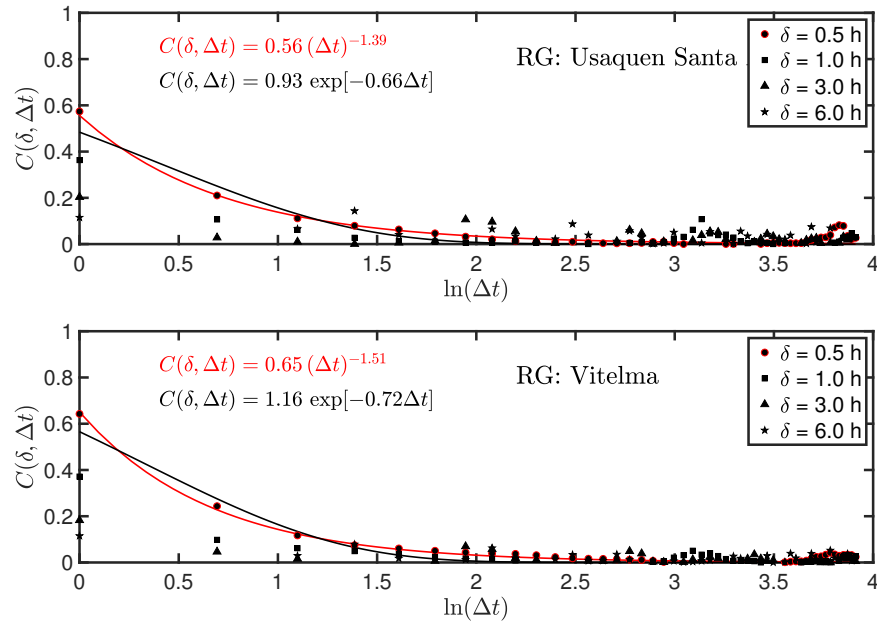 C(δ, Δt) = 0.56 (Δt)^−1.39
C(δ, Δt) = 0.93 exp[−0.66Δt]
RG: Usaquen Santa
δ = 0.5 h
δ = 1.0 h
δ = 3.0 h
δ = 6.0 h
C(δ, Δt)
1
0.8
0.6
0.4
0.2
0
0 0.5 1 1.5 2 2.5 3 3.5 4
ln(Δt)
C(δ, Δt) = 0.65 (Δt)^−1.51
C(δ, Δt) = 1.16 exp[−0.72Δt]
RG: Vitelma
δ = 0.5 h
δ = 1.0 h
δ = 3.0 h
δ = 6.0 h
C(δ, Δt)
1
0.8
0.6
0.4
0.2
0
0 0.5 1 1.5 2 2.5 3 3.5 4
ln(Δt)